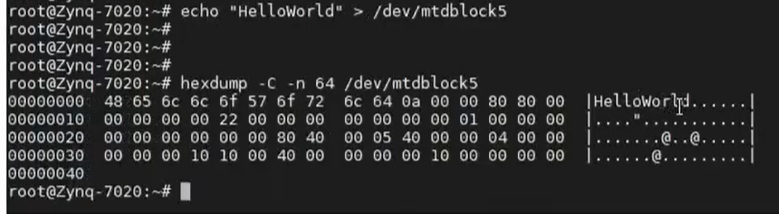 root@Zynq-7020:~# echo "HelloWorld" > /dev/mtdblock5
root@Zynq-7020:~#
root@Zynq-7020:~#
root@Zynq-7020:~#
root@Zynq-7020:~# hexdump -C -n 64 /dev/mtdblock5
00000000  48 65 6c 6c 6f 57 6f 72  6c 64 0a 00 00 80 80 00  |HelloWorld......|
00000010  00 00 00 00 22 00 00 00  00 00 00 00 01 00 00 00  |...."...........|
00000020  00 00 00 00 00 00 80 40  00 05 40 00 00 04 00 00  |.......@..@.....|
00000030  00 00 00 10 10 00 40 00  00 00 00 10 00 00 00 00  |......@.........|
00000040
root@Zynq-7020:~#